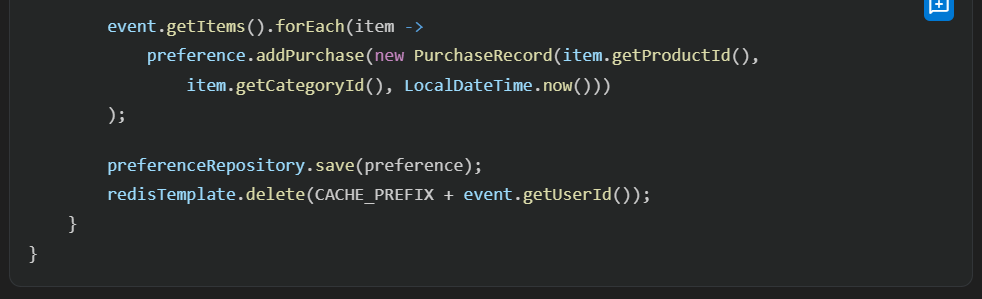 event.getItems().forEach(item ->
preference.addPurchase(new PurchaseRecord(item.getProductId(),
item.getCategoryId(), LocalDateTime.now()))
);
preferenceRepository.save(preference);
redisTemplate.delete(CACHE_PREFIX + event.getUserId());
}
}